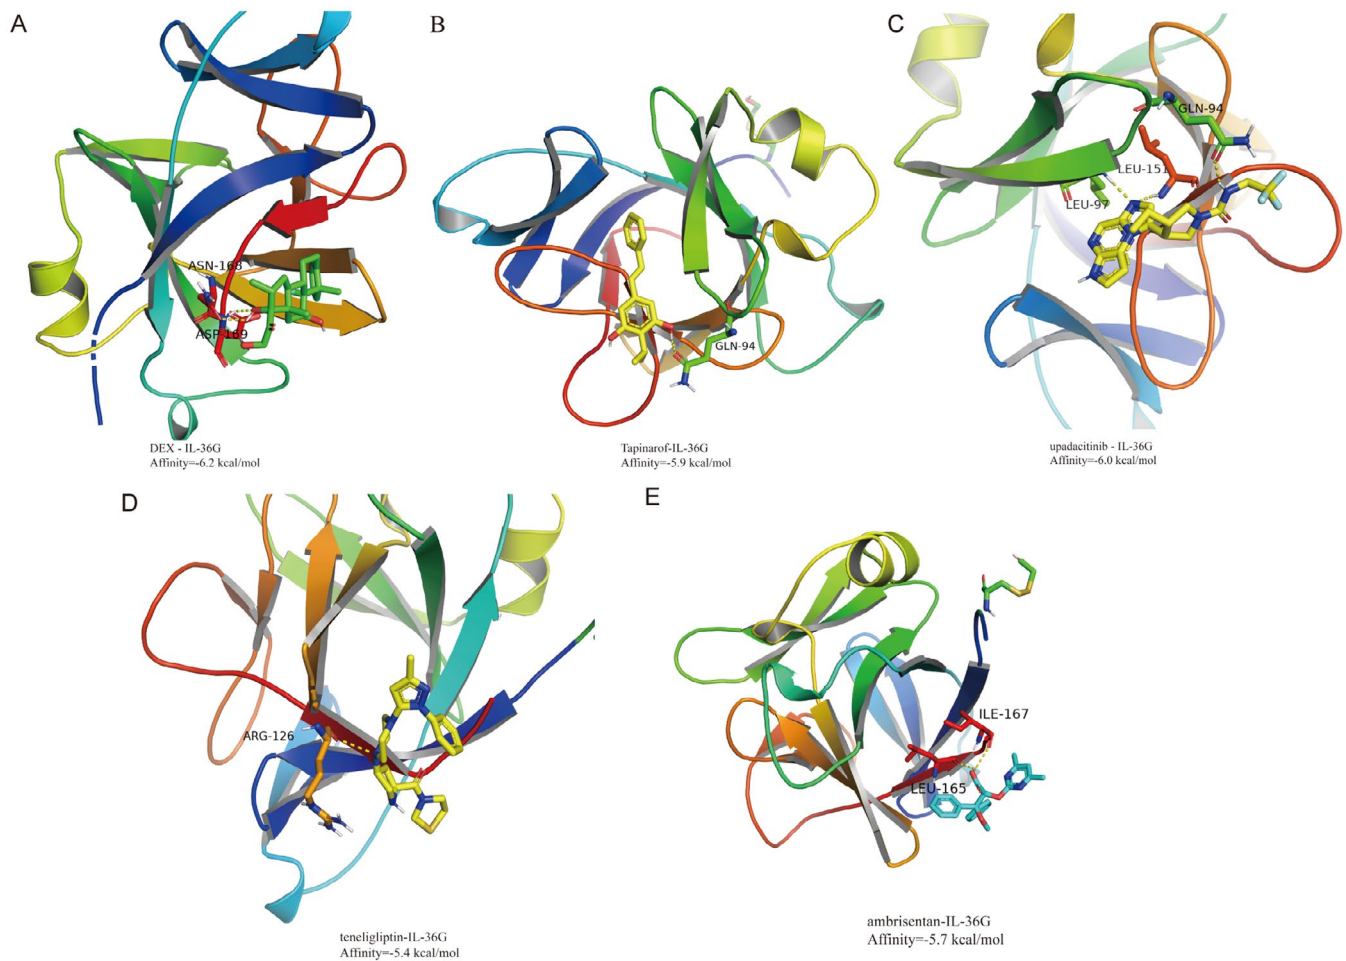 A
B
C
ASN-168
ASP-169
DEX - IL-36G
Affinity=-6.2 kcal/mol
GLN-94
Tapinarof-IL-36G
Affinity=-5.9 kcal/mol
GLN-94
LEU-151
LEU-97
upadacitinib - IL-36G
Affinity=-6.0 kcal/mol
D
E
ARG-126
teneligliptin-IL-36G
Affinity=-5.4 kcal/mol
ILE-167
LEU-165
ambrisentan-IL-36G
Affinity=-5.7 kcal/mol